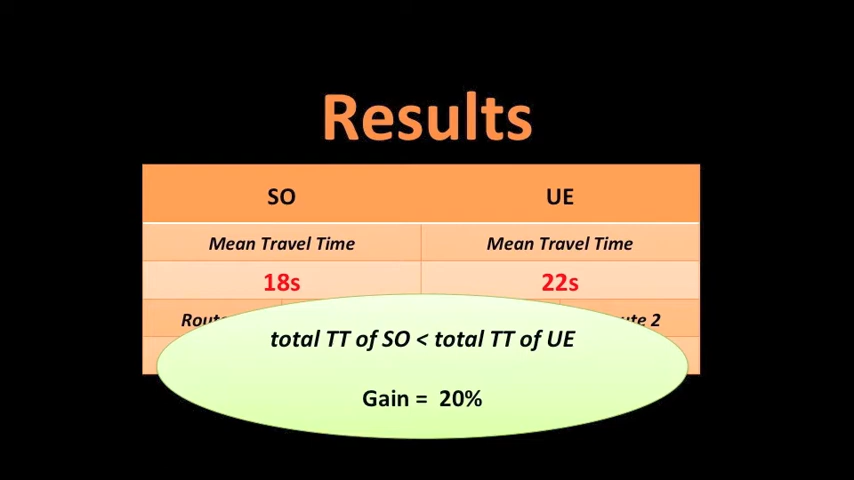 Results
SO UE
Mean Travel Time Mean Travel Time
18s 22s
2
total TT of SO < total TT of UE
Gain = 20%